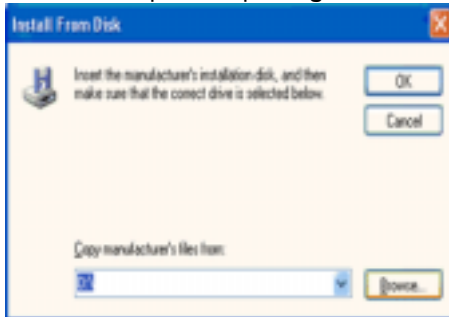 Install From Disk
Insert the manufacturer's installation disk, and then
make sure that the correct drive is selected below.
OK
Cancel
Copy manufacturer's files from:
D:\
Browse...